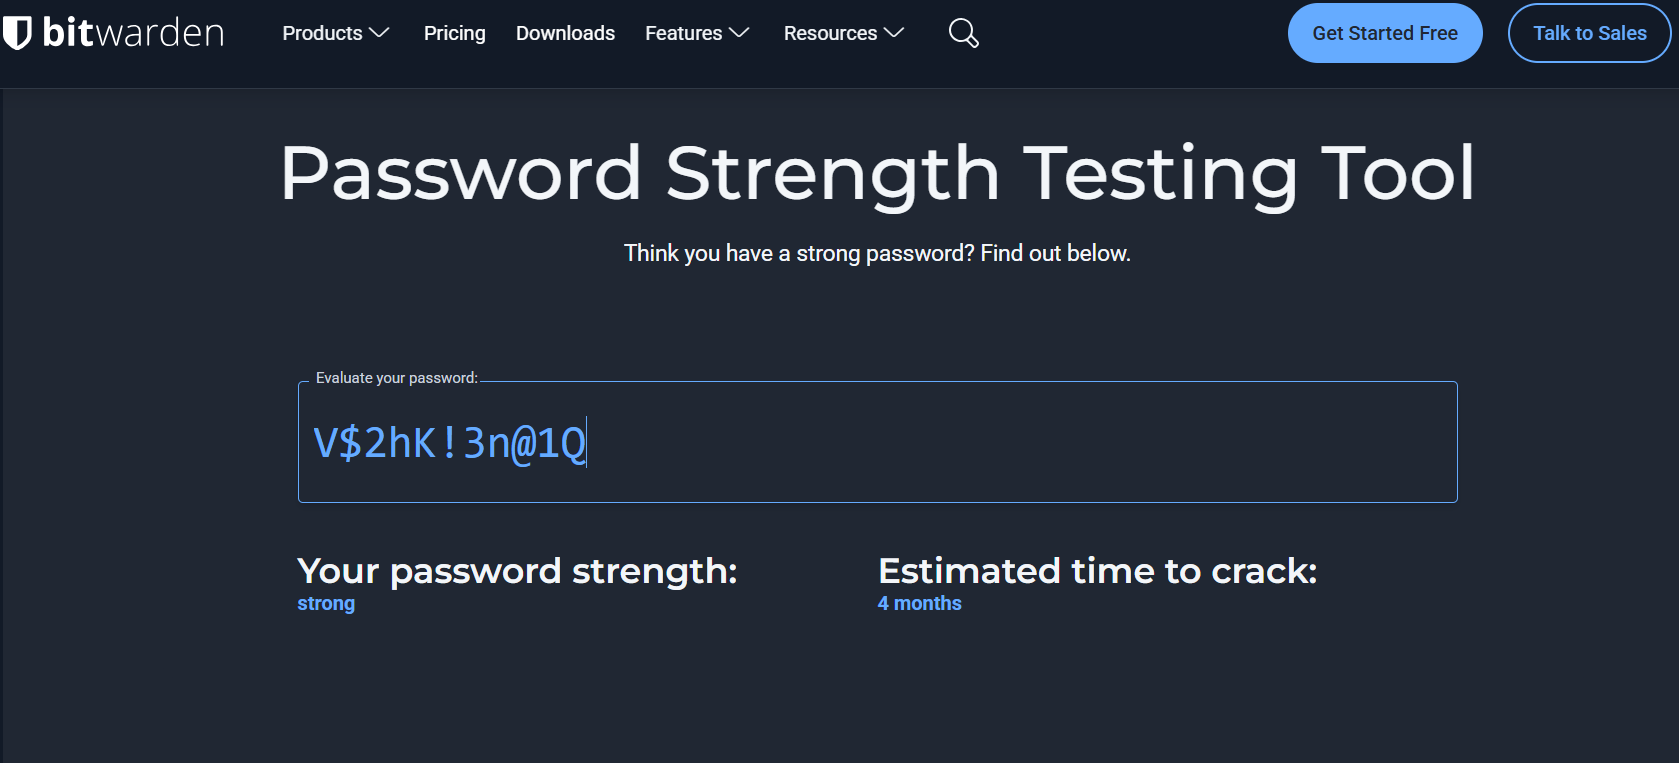 bitwarden
Products Pricing Downloads Features Resources
Get Started Free
Talk to Sales
Password Strength Testing Tool
Think you have a strong password? Find out below.
Evaluate your password:
V$2hK!3n@1Q
Your password strength:
strong
Estimated time to crack:
4 months